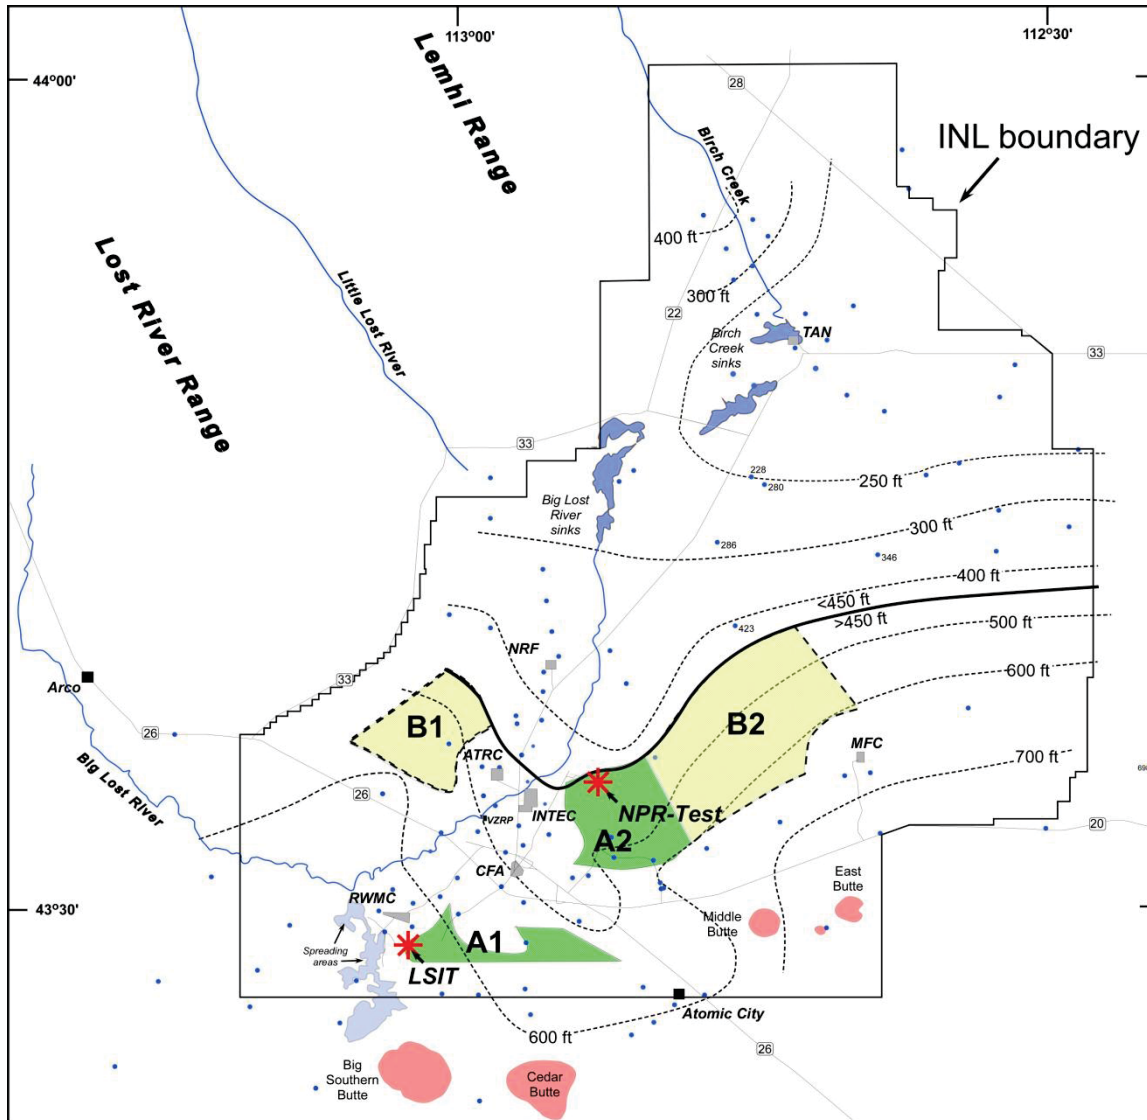 113°00'
112°30'
44°00'
28
Lemhi Range
INL boundary
Birch Creek
Lost River Range
400 ft
Little Lost River
300 ft
22
Birch
Creek
sinks
TAN
33
33
228
280
250 ft
Big Lost
River
sinks
300 ft
286
346
400 ft
<450 ft
>450 ft
423
500 ft
NRF
600 ft
Arco
33
B1
B2
26
MFC
700 ft
Big Lost River
ATRC
26
INTEC
NPR-Test
VZRP
A2
20
CFA
East
Butte
RWMC
43°30'
Middle
Butte
A1
Spreading
areas
LSIT
Atomic City
600 ft
26
Big
Southern
Butte
Cedar
Butte